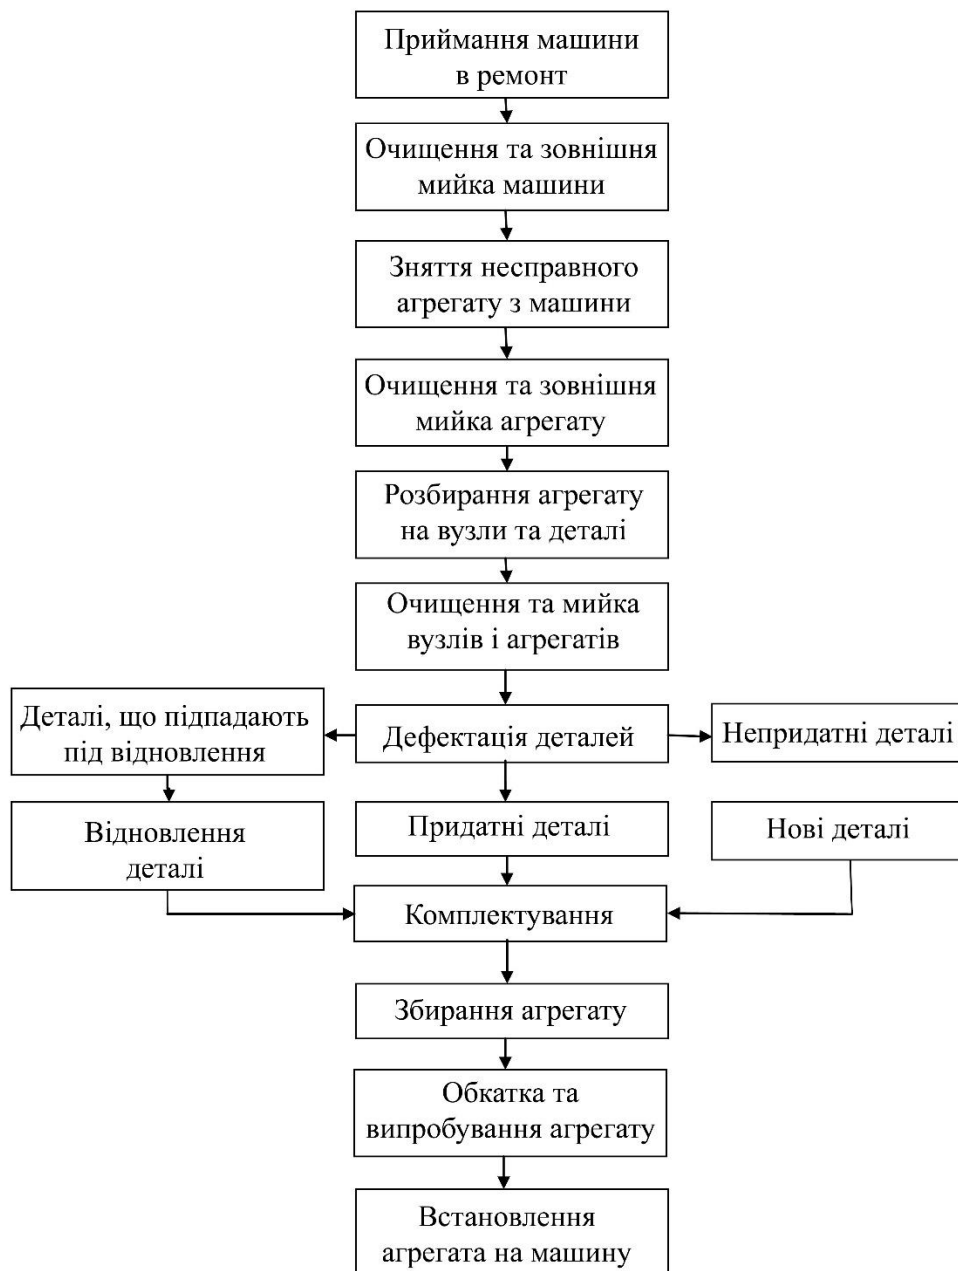 Приймання машини
в ремонт
Очищення та зовнішня
мийка машини
Зняття несправного
агрегату з машини
Очищення та зовнішня
мийка агрегату
Розбирання агрегату
на вузли та деталі
Очищення та мийка
вузлів і агрегатів
Деталі, що підпадають
під відновлення
Дефектація деталей
Непридатні деталі
Відновлення
деталі
Придатні деталі
Нові деталі
Комплектування
Збирання агрегату
Обкатка та
випробування агрегату
Встановлення
агрегата на машину